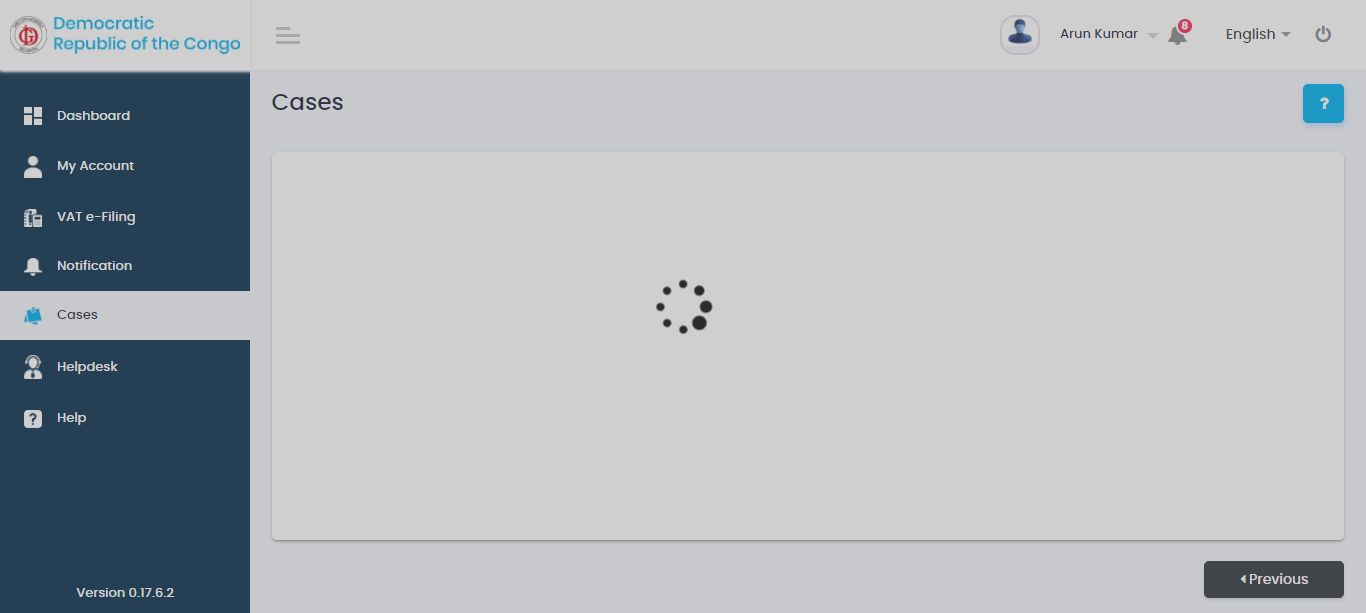 Democratic
Republic of the Congo
Arun Kumar
8
English
Dashboard
My Account
VAT e-Filing
Notification
Cases
Helpdesk
Help
Version 0.17.6.2
Cases
?
Previous